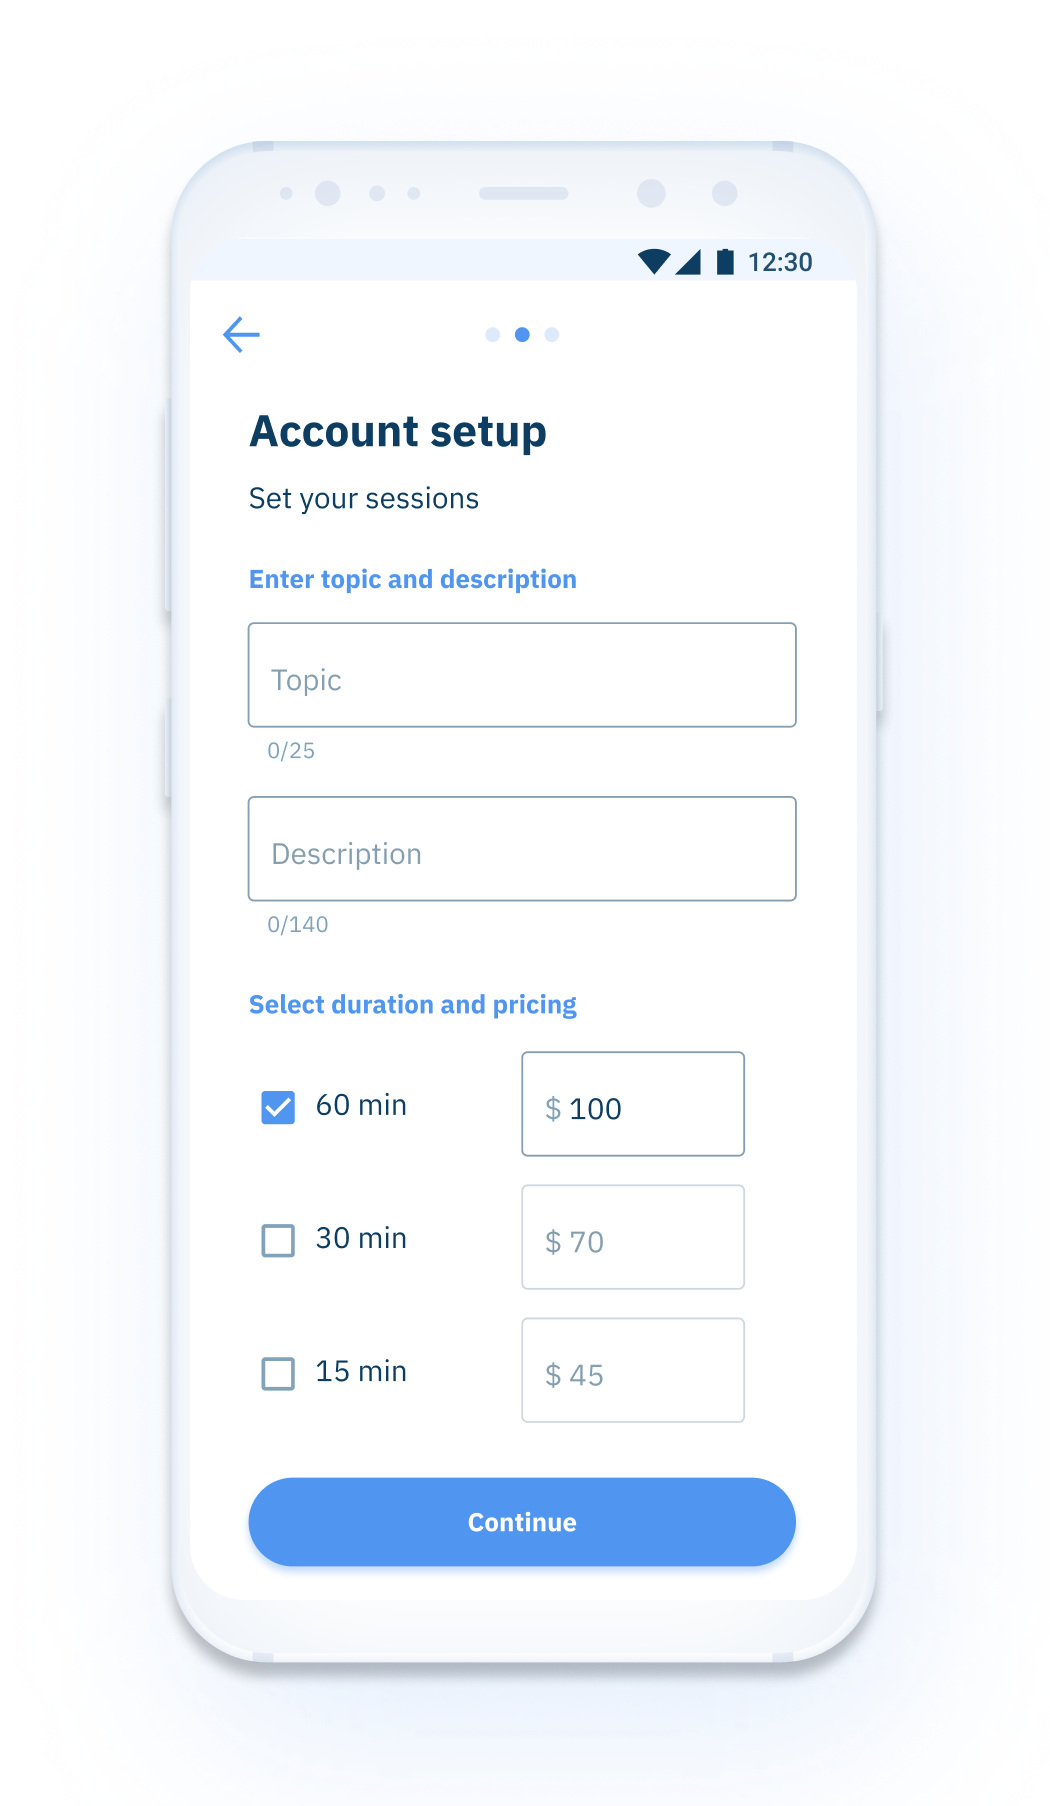 12:30
Account setup
Set your sessions
Enter topic and description
Topic
0/25
Description
0/140
Select duration and pricing
60 min $ 100
30 min $ 70
15 min $ 45
Continue